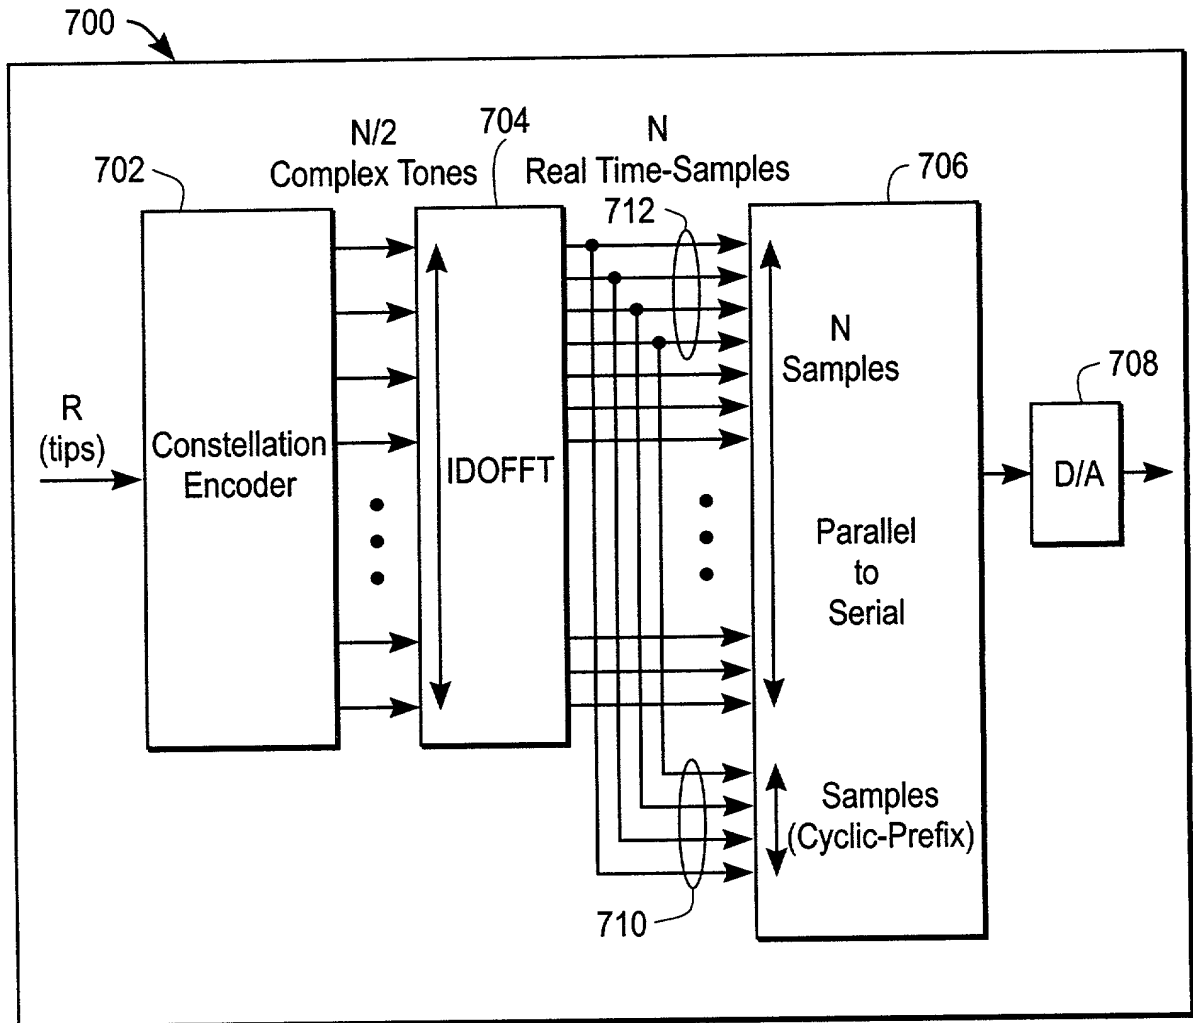 700
N/2
Complex Tones
704
N
Real Time-Samples
702
706
712
N
Samples
708
R
(tips)
Constellation
Encoder
IDOFFT
D/A
Parallel
to
Serial
Samples
(Cyclic-Prefix)
710